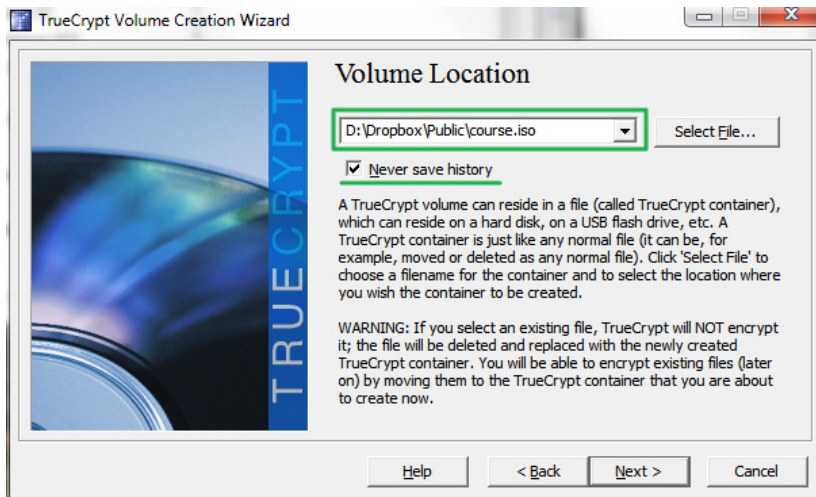 TrueCrypt Volume Creation Wizard
Volume Location
D:\Dropbox\Public\course.iso
Select File...
Never save history
A TrueCrypt volume can reside in a file (called TrueCrypt container),
which can reside on a hard disk, on a USB flash drive, etc. A
TrueCrypt container is just like any normal file (it can be, for
example, moved or deleted as any normal file). Click 'Select File' to
choose a filename for the container and to select the location where
you wish the container to be created.
WARNING: If you select an existing file, TrueCrypt will NOT encrypt
it; the file will be deleted and replaced with the newly created
TrueCrypt container. You will be able to encrypt existing files (later
on) by moving them to the TrueCrypt container that you are about
to create now.
TRUECRYPT
Help
< Back
Next >
Cancel